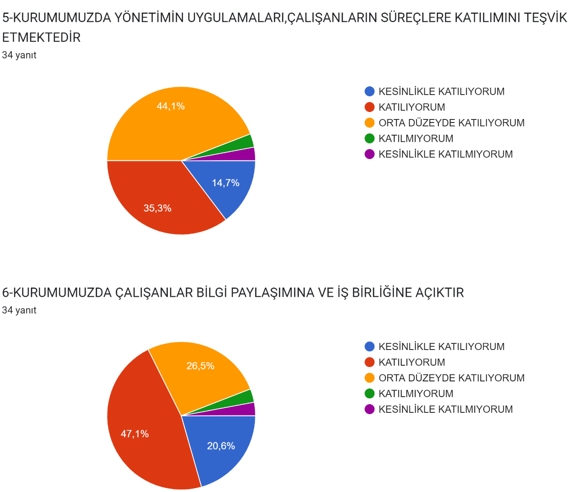 5-KURUMUMUZDA YÖNETİMİN UYGULAMALARI,ÇALIŞANLARIN SÜREÇLERE KATILIMINI TEŞVİK
ETMEKTEDİR
34 yanıt
44,1%
14,7%
35,3%
KESİNLİKLE KATILIYORUM
KATILIYORUM
ORTA DÜZEYDE KATILIYORUM
KATILMIYORUM
KESİNLİKLE KATILMIYORUM
6-KURUMUMUZDA ÇALIŞANLAR BİLGİ PAYLAŞIMINA VE İŞ BİRLİĞİNE AÇIKTIR
34 yanıt
26,5%
47,1%
20,6%
KESİNLİKLE KATILIYORUM
KATILIYORUM
ORTA DÜZEYDE KATILIYORUM
KATILMIYORUM
KESİNLİKLE KATILMIYORUM